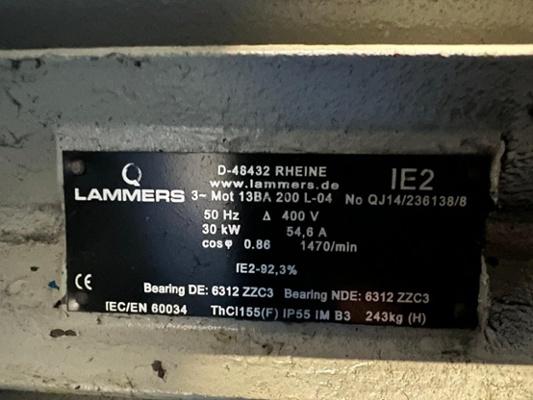 D-48432 RHEINE
www.lammers.de
IE2
LAMMERS
3~ Mot 13BA 200 L-04 No QJ14/236138/8
50 Hz Δ 400 V
30 kW 54,6 A
cosφ 0.86 1470/min
IE2-92,3%
CE
Bearing DE: 6312 ZZC3 Bearing NDE: 6312 ZZC3
IEC/EN 60034 ThCl155(F) IP55 IM B3 243kg (H)